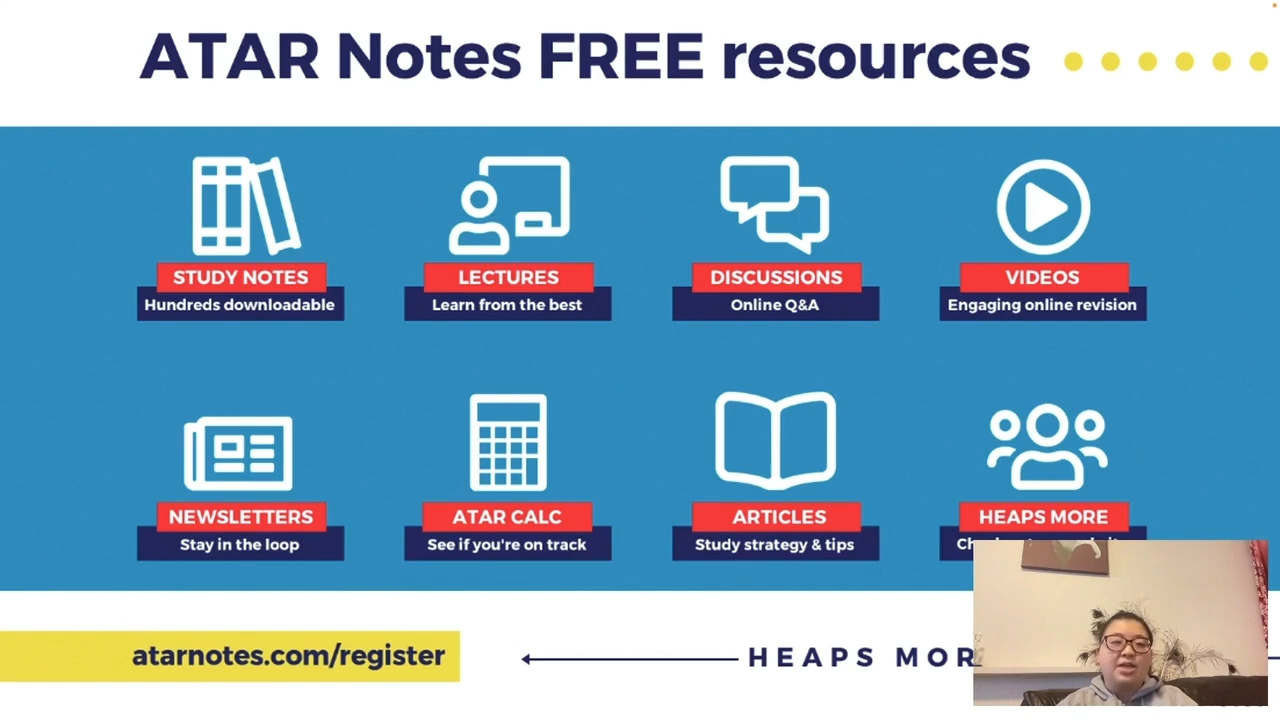 ATAR Notes FREE resources
STUDY NOTES
Hundreds downloadable
LECTURES
Learn from the best
DISCUSSIONS
Online Q&A
VIDEOS
Engaging online revision
NEWSLETTERS
Stay in the loop
ATAR CALC
See if you're on track
ARTICLES
Study strategy & tips
HEAPS MORE
atarnotes.com/register
HEAPS MOR